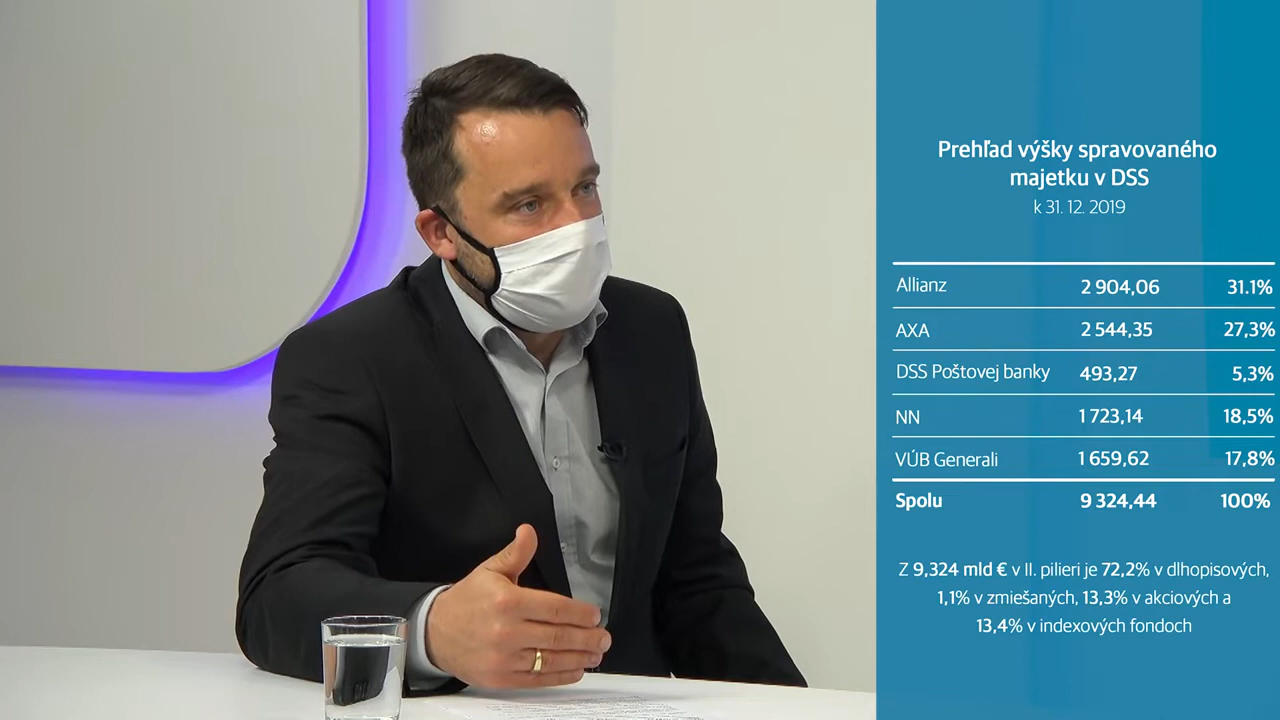 Prehľad výšky spravovaného
majetku v DSS
k 31. 12. 2019
Allianz 2 904,06 31.1%
AXA 2 544,35 27,3%
DSS Poštovej banky 493,27 5,3%
NN 1 723,14 18,5%
VÚB Generali 1 659,62 17,8%
Spolu 9 324,44 100%
Z 9,324 mld € v II. pilieri je 72,2% v dlhopisových,
1,1% v zmiešaných, 13,3% v akciových a
13,4% v indexových fondoch